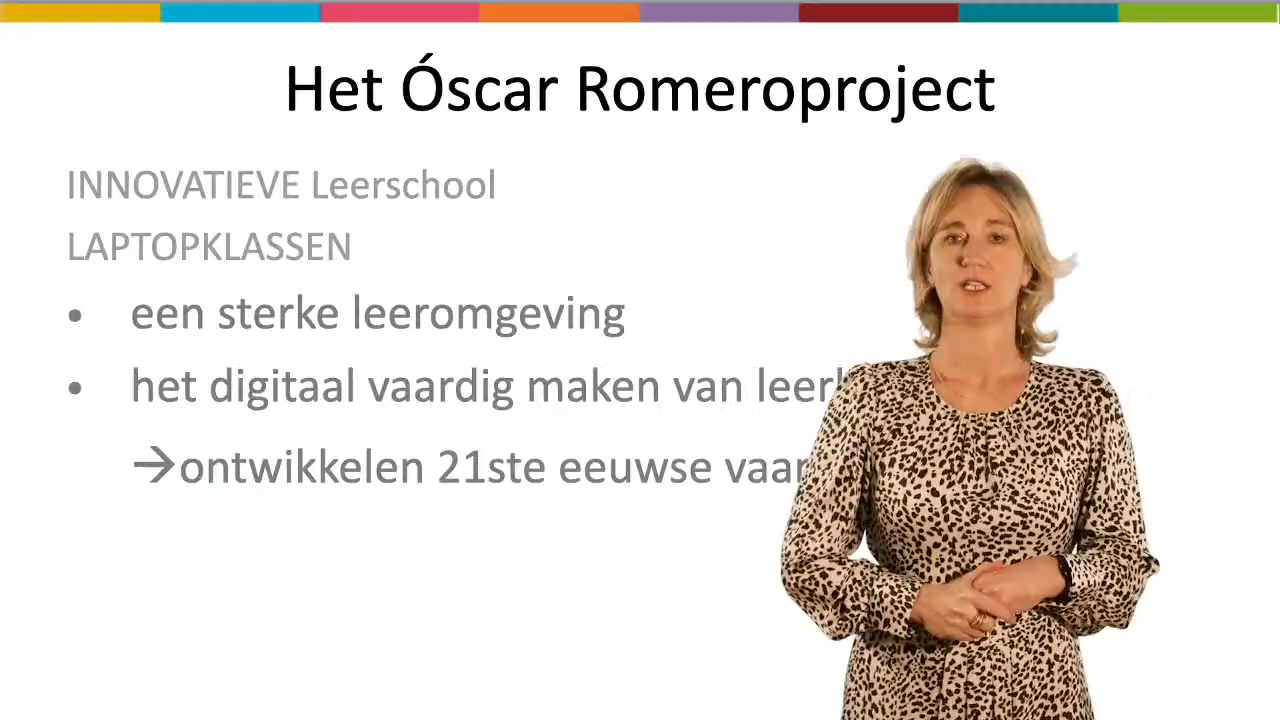 Het Óscar Romeroproject
INNOVATIEVE Leerschool
LAPTOPKLASSEN
• een sterke leeromgeving
• het digitaal vaardig maken van
→ontwikkelen 21ste eeuwse